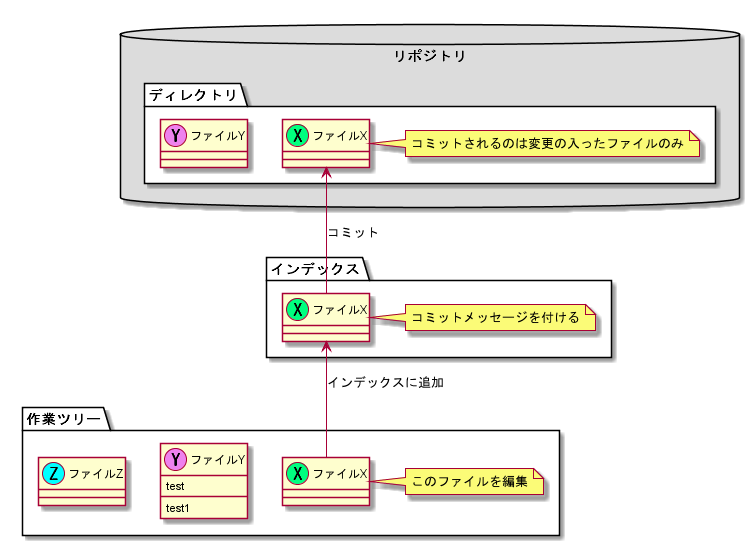 リポジトリ
ディレクトリ
Y ファイルY
X ファイルX
コミットされるのは変更の入ったファイルのみ
コミット
インデックス
X ファイルX
コミットメッセージを付ける
インデックスに追加
作業ツリー
Z ファイルZ
Y ファイルY
test
test1
X ファイルX
このファイルを編集